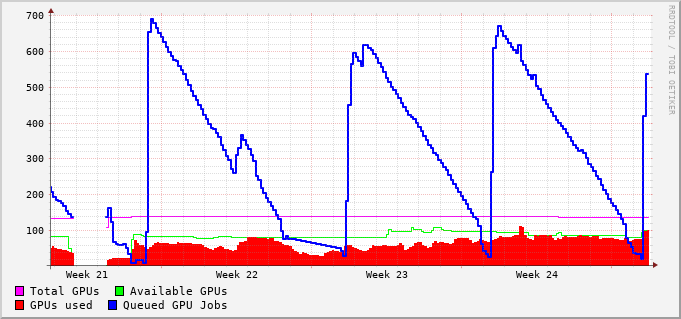 700
600
500
400
300
200
100
Week 21 Week 22 Week 23 Week 24
Total GPUs Available GPUs
GPUs used Queued GPU Jobs
RRDTOOL / TOBI OETIKER